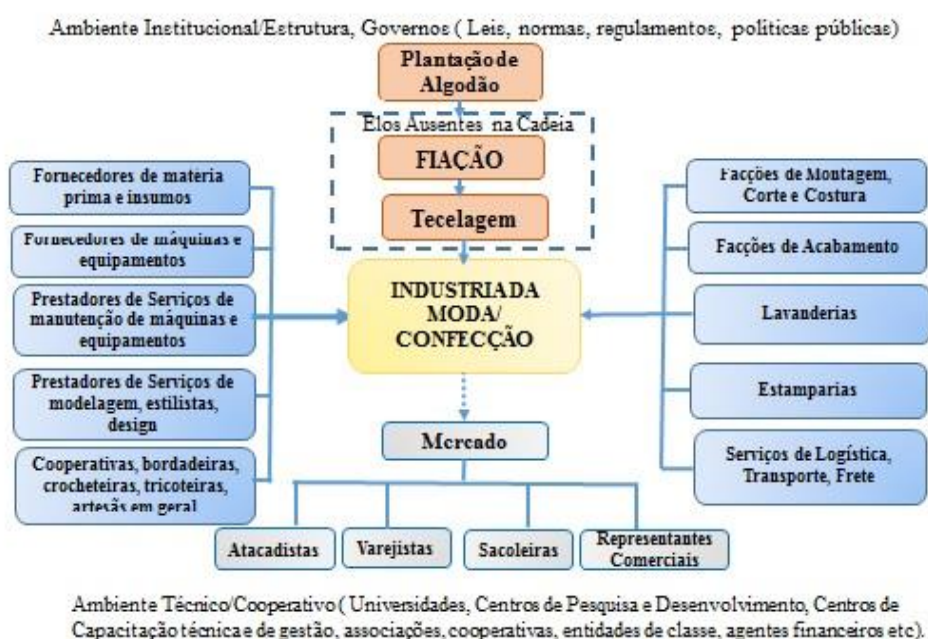 Ambiente Institucional/Estrutura, Governos ( Leis, normas, regulamentos, políticas públicas)
Plantação de
Algodão
Elos Ausentes na Cadeia
FIAÇÃO
Tecelagem
Fornecedores de matéria
prima e insumos
Fornecedores de máquinas e
equipamentos
Prestadores de Serviços de
manutenção de máquinas e
equipamentos
Prestadores de Serviços de
modelagem, estilistas,
design
Cooperativas, bordadeiras,
crocheteiras, tricoteiras,
artesãs em geral
INDUSTRIA DA
MODA/
CONFECÇÃO
Facções de Montagem,
Corte e Costura
Facções de Acabamento
Lavanderias
Estamparias
Serviços de Logística,
Transporte, Frete
Mercado
Atacadistas
Varejistas
Sacoleiras
Representantes
Comerciais
Ambiente Técnico/Cooperativo ( Universidades, Centros de Pesquisa e Desenvolvimento, Centros de
Capacitação técnica e de gestão, associações, cooperativas, entidades de classe, agentes financeiros etc).